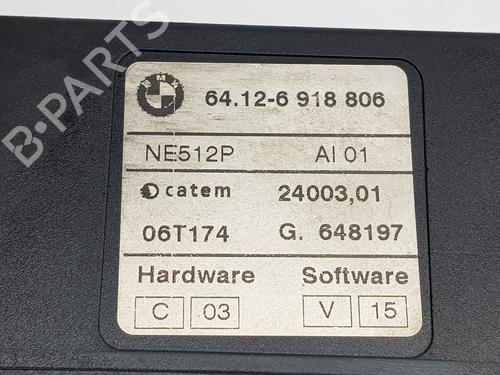 BMW
64.12-6 918 806
NE512P AI 01
catem 24003,01
06T174 G. 648197
Hardware Software
C 03 V 15
B-PARTS